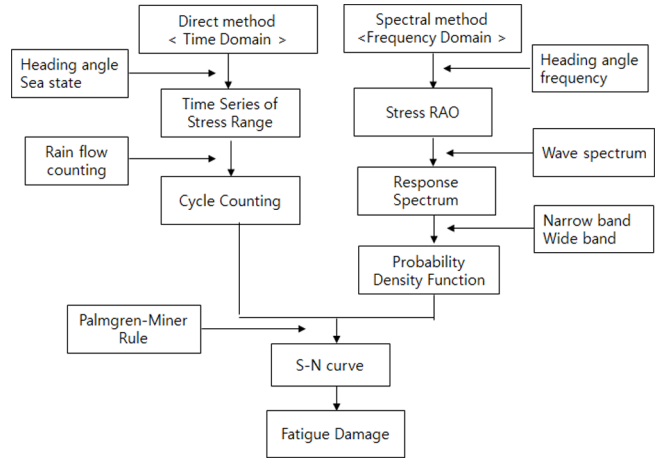 Direct method
< Time Domain >
Spectral method
<Frequency Domain >
Heading angle
Sea state
Heading angle
frequency
Time Series of
Stress Range
Stress RAO
Rain flow
counting
Wave spectrum
Cycle Counting
Response
Spectrum
Narrow band
Wide band
Probability
Density Function
Palmgren-Miner
Rule
S-N curve
Fatigue Damage